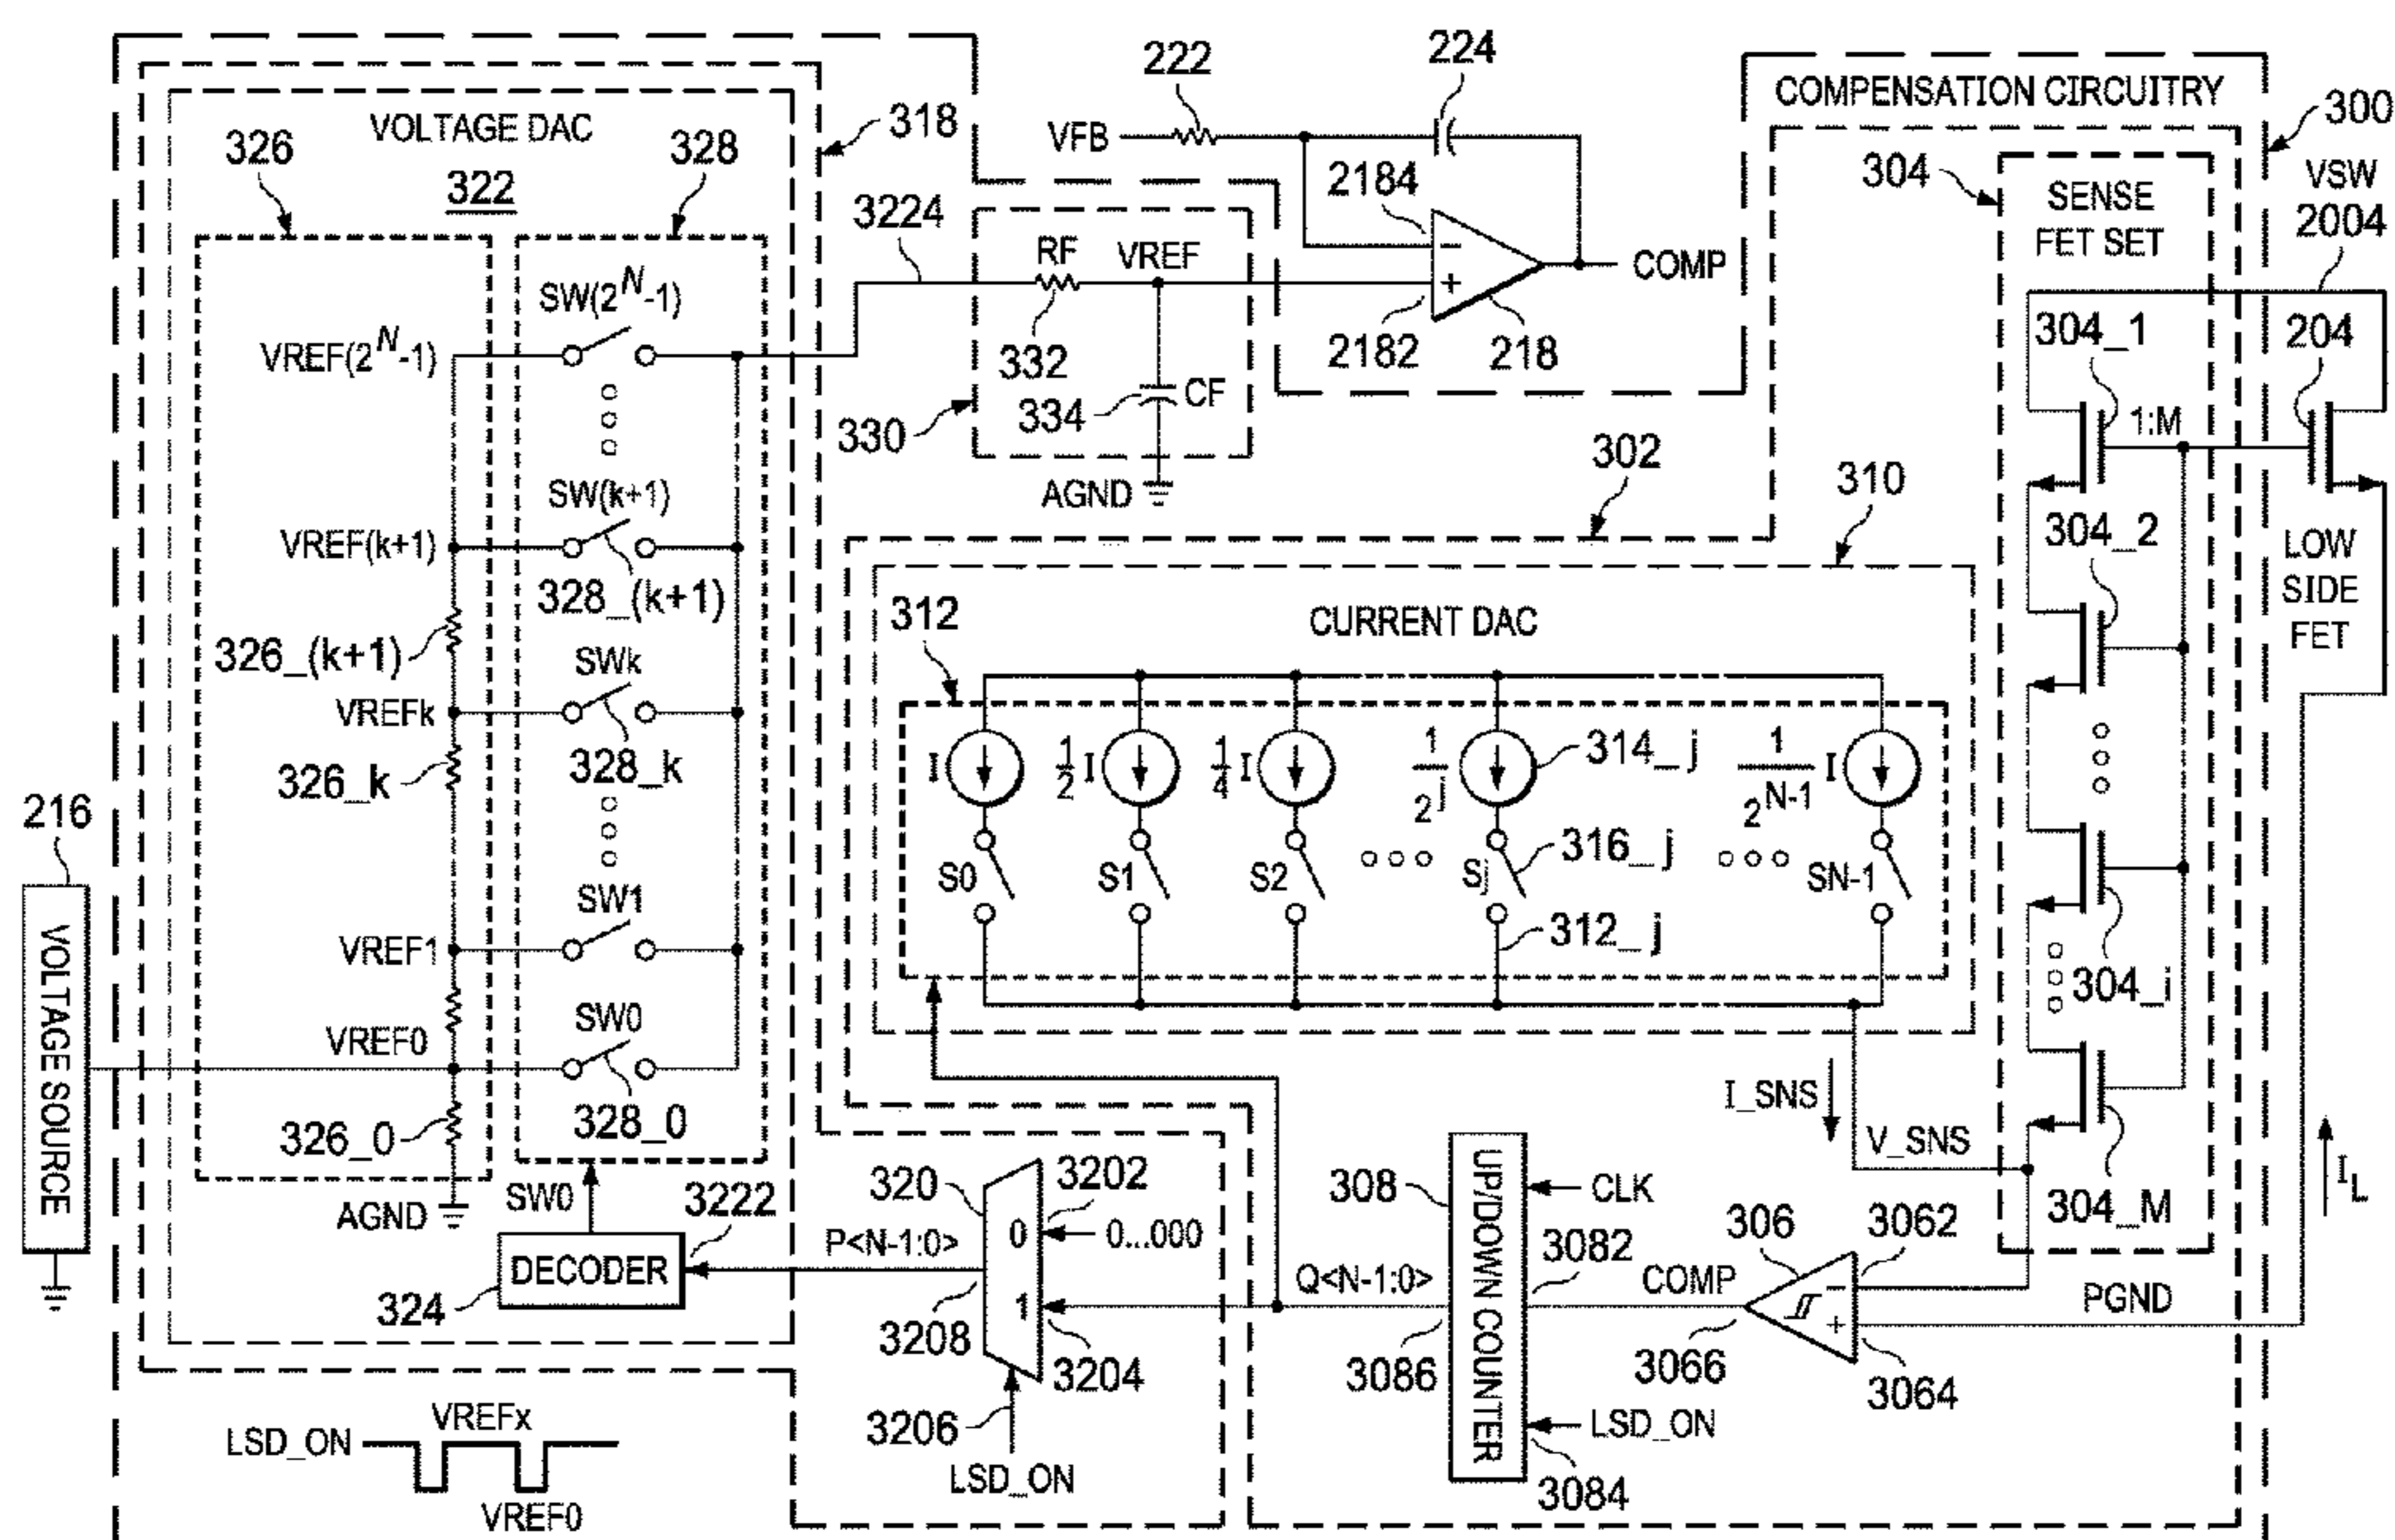 222
224
COMPENSATION CIRCUITRY
300
VOLTAGE DAC
322
326
328
318
VFB
2184
304
SENSE
FET SET
VSW
2004
3224
RF
VREF
COMP
332
2182
218
334
CF
330
AGND
SW(2^N-1)
VREF(2^N-1)
SW(k+1)
VREF(k+1)
328_(k+1)
326_(k+1)
SWk
VREFk
328_k
326_k
SW1
VREF1
SW0
VREF0
328_0
326_0
AGND
216
VOLTAGE SOURCE
304_1
204
1:M
304_2
LOW
SIDE
FET
304_i
304_M
302
310
312
CURRENT DAC
I
1/2 I
1/4 I
1/2^j
314_j
1/2^N-1 I
S0
S1
S2
Sj
316_j
SN-1
312_j
I_SNS
V_SNS
I_L
SW0
3222
DECODER
324
P<N-1:0>
320
3202
0
0...000
1
3208
3204
3206
LSD_ON
Q<N-1:0>
308
UP/DOWN COUNTER
CLK
3082
3086
LSD_ON
3084
COMP
306
3062
PGND
3066
3064
LSD_ON
VREFx
VREF0